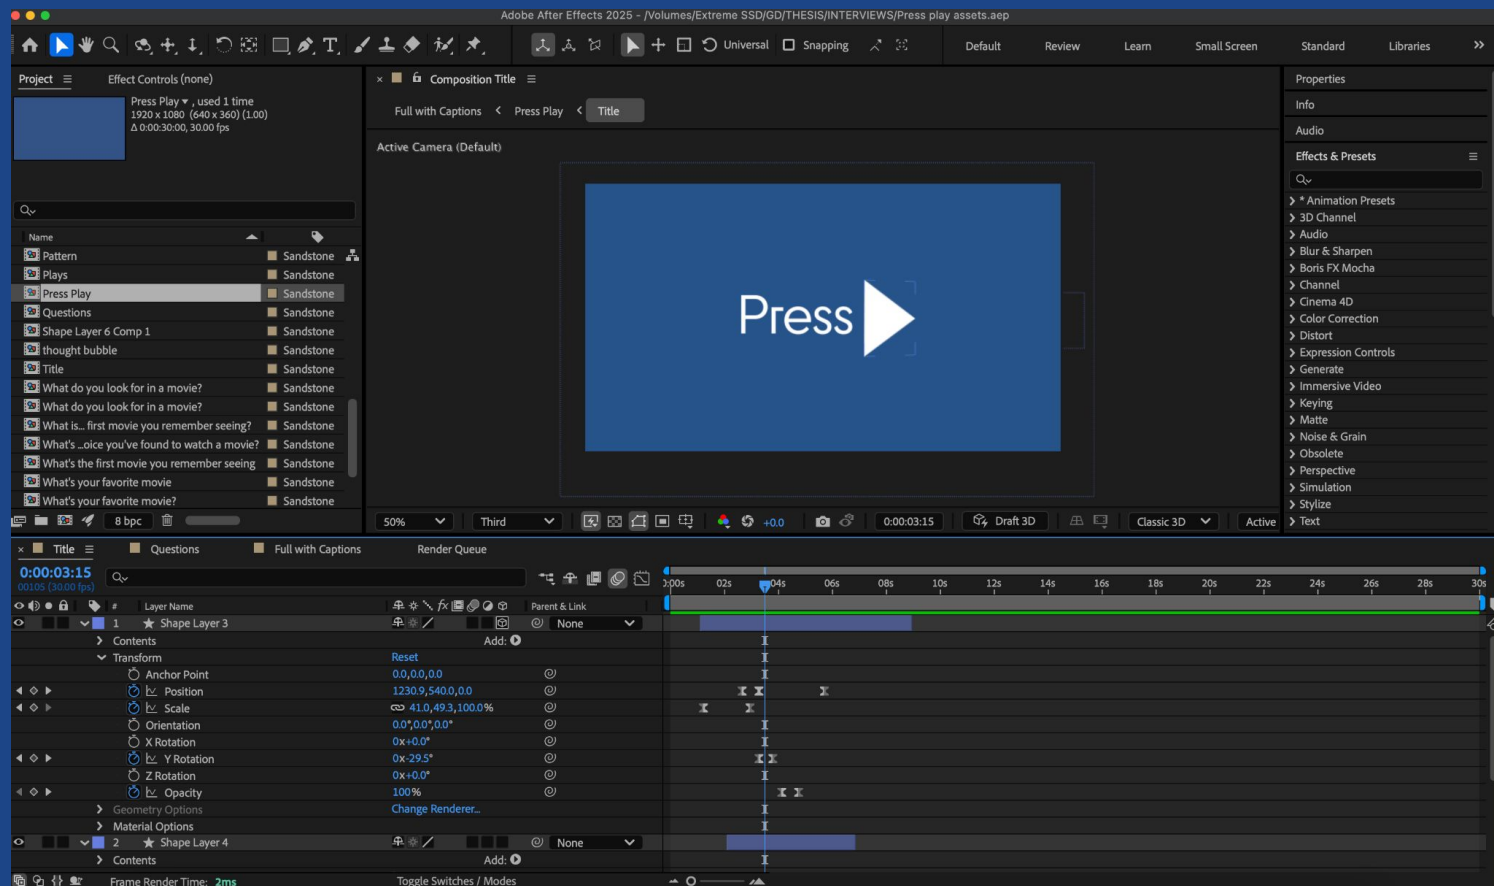 Adobe After Effects 2025 - /Volumes/Extreme SSD/GD/THESIS/INTERVIEWS/Press play assets.aep
Universal
Snapping
Default
Review
Learn
Small Screen
Standard
Libraries
Project
Effect Controls (none)
Press Play , used 1 time
1920 x 1080 (640 x 360) (1.00)
Δ 0:00:30:00, 30.00 fps
Name
Pattern Sandstone
Plays Sandstone
Press Play Sandstone
Questions Sandstone
Shape Layer 6 Comp 1 Sandstone
thought bubble Sandstone
Title Sandstone
What do you look for in a movie? Sandstone
What do you look for in a movie? Sandstone
What is... first movie you remember seeing? Sandstone
What's ...oice you've found to watch a movie? Sandstone
What's the first movie you remember seeing Sandstone
What's your favorite movie Sandstone
What's your favorite movie? Sandstone
8 bpc
Composition Title
Full with Captions < Press Play < Title
Active Camera (Default)
Press
50%
Third
+0.0
0:00:03:15
Draft 3D
Classic 3D
Active
Properties
Info
Audio
Effects & Presets
* Animation Presets
3D Channel
Audio
Blur & Sharpen
Boris FX Mocha
Channel
Cinema 4D
Color Correction
Distort
Expression Controls
Generate
Immersive Video
Keying
Matte
Noise & Grain
Obsolete
Perspective
Simulation
Stylize
Text
Title
Questions
Full with Captions
Render Queue
0:00:03:15
00105 (30.00 fps)
0:00s 02s 04s 06s 08s 10s 12s 14s 16s 18s 20s 22s 24s 26s 28s 30s
# Layer Name fx Parent & Link
1 Shape Layer 3 None
Contents Add:
Transform Reset
Anchor Point 0.0,0.0,0.0
Position 1230.9,540.0,0.0
Scale 41.0,49.3,100.0%
Orientation 0.0°,0.0°,0.0°
X Rotation 0x+0.0°
Y Rotation 0x-29.5°
Z Rotation 0x+0.0°
Opacity 100%
Geometry Options Change Renderer...
Material Options
2 Shape Layer 4 None
Contents Add:
Frame Render Time: 2ms
Toggle Switches / Modes